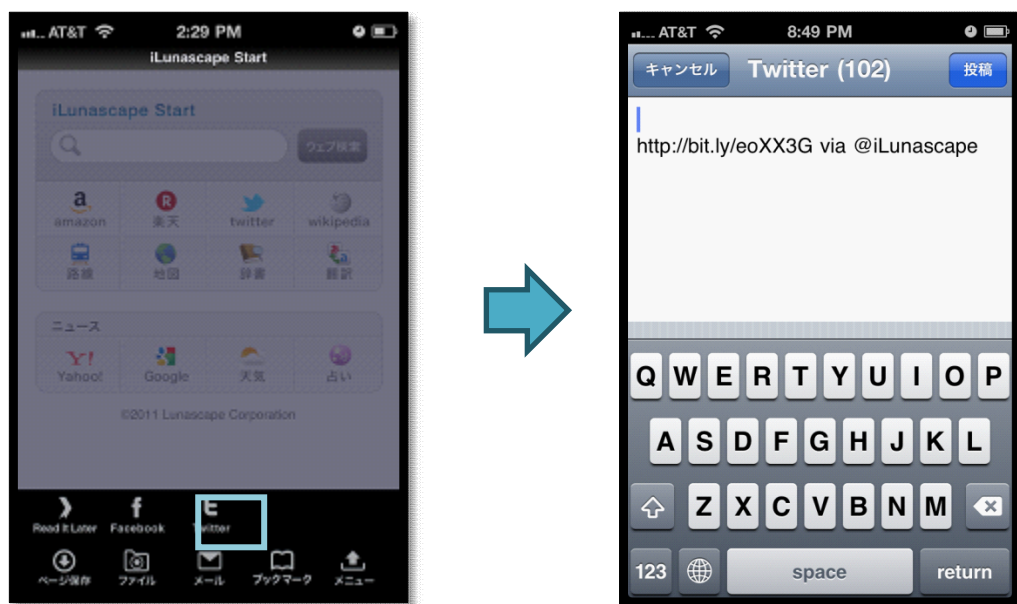 AT&T 2:29 PM
iLunascape Start
iLunascape Start
ウェブ検索
amazon 楽天 twitter wikipedia
路線 地図 辞書 翻訳
ニュース
Yahoo! Google 天気 占い
©2011 Lunascape Corporation
Read It Later Facebook Twitter
ページ保存 ファイル メール ブックマーク メニュー
AT&T 8:49 PM
キャンセル Twitter (102) 投稿
http://bit.ly/eoXX3G via @iLunascape
Q W E R T Y U I O P
A S D F G H J K L
Z X C V B N M
123 space return